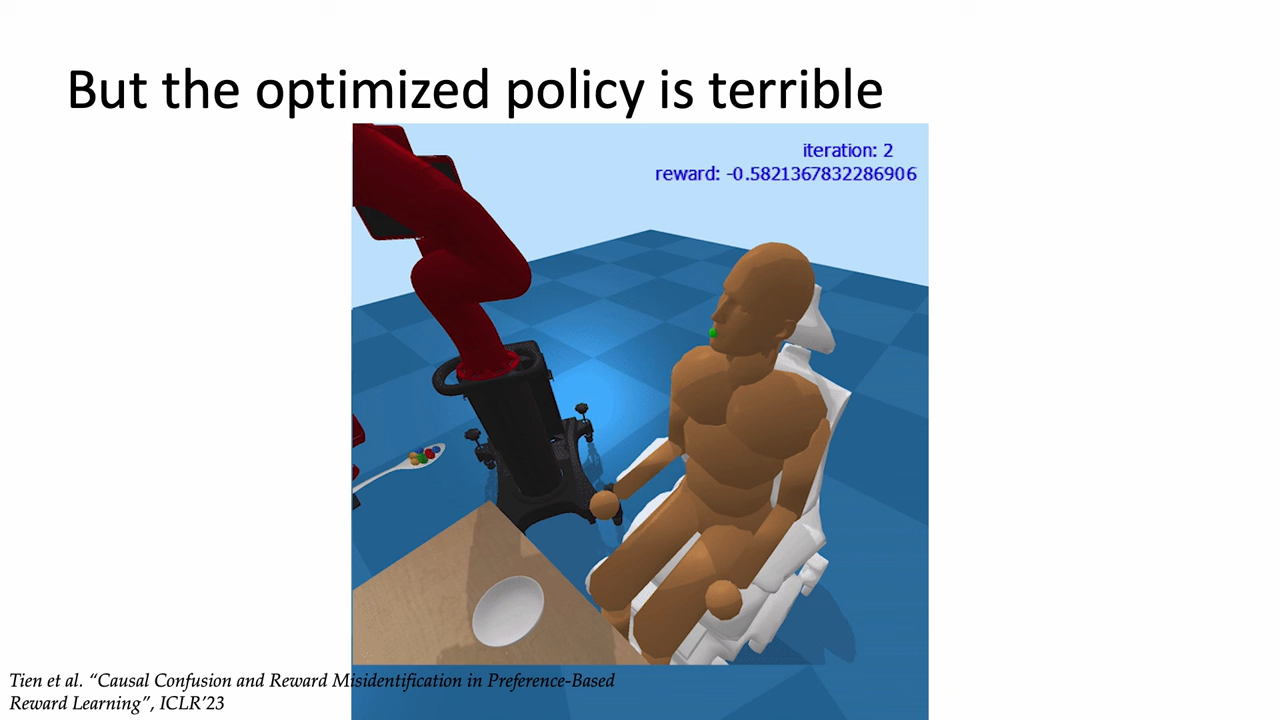 But the optimized policy is terrible
iteration: 2
reward: -0.5821367832286906
Tien et al. “Causal Confusion and Reward Misidentification in Preference-Based
Reward Learning”, ICLR’23